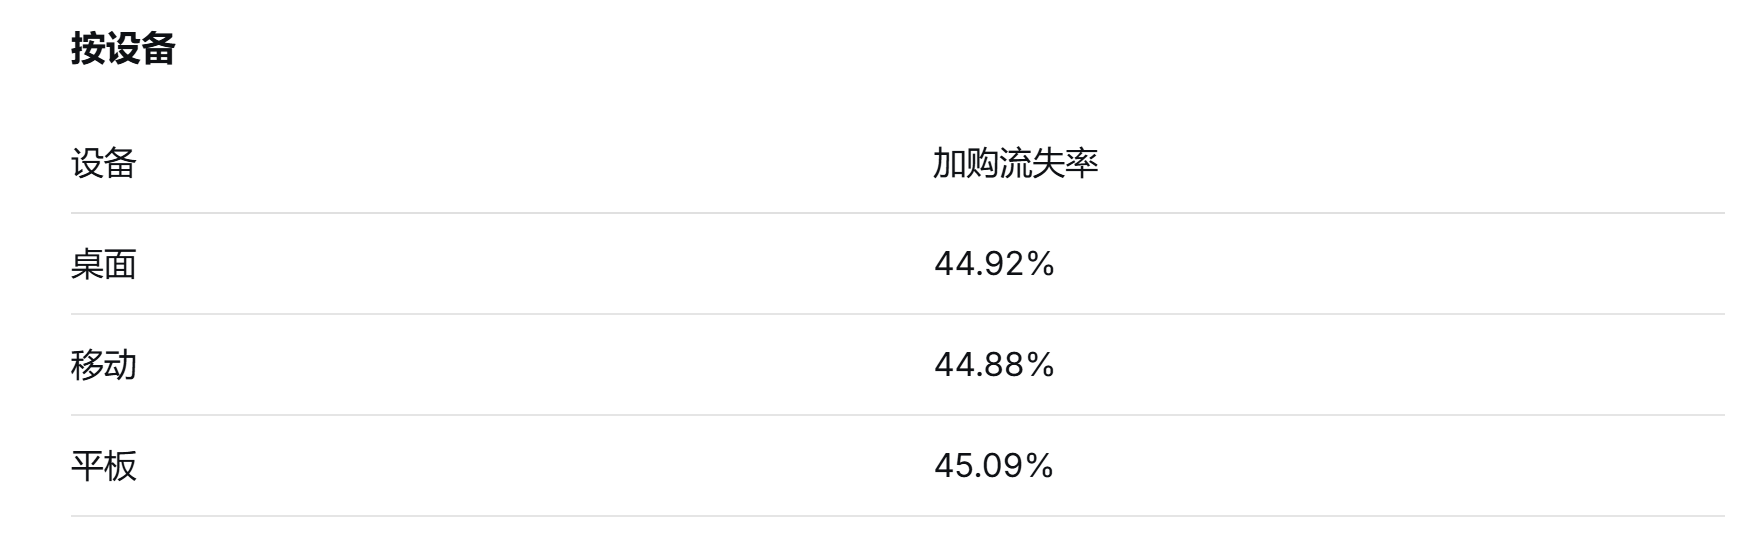 按设备
设备 加购流失率
桌面 44.92%
移动 44.88%
平板 45.09%